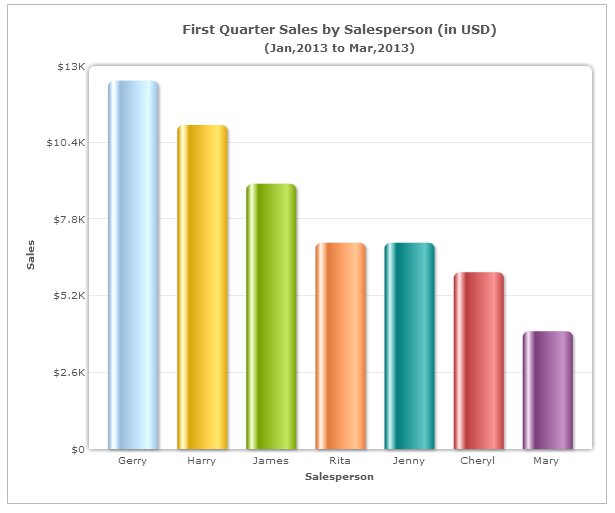 First Quarter Sales by Salesperson (in USD)
(Jan,2013 to Mar,2013)
$13K
$10.4K
$7.8K
$5.2K
$2.6K
$0
Sales
Gerry Harry James Rita Jenny Cheryl Mary
Salesperson